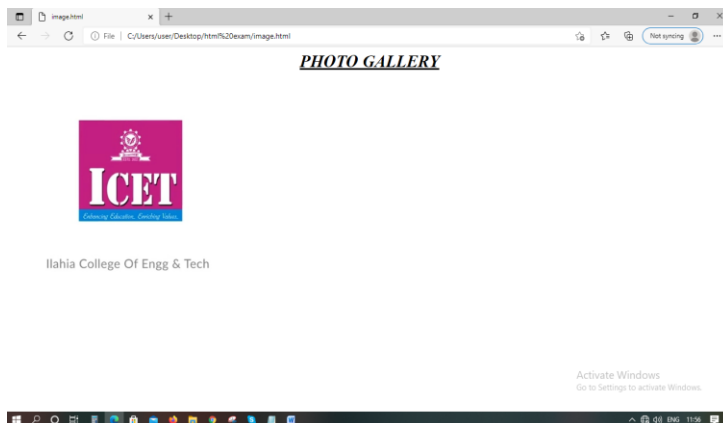 image.html
File | C:/Users/user/Desktop/html%20exam/image.html
Not syncing
PHOTO GALLERY
ICET
Enhancing Education, Enriching Values.
Ilahia College Of Engg & Tech
Activate Windows
Go to Settings to activate Windows.
ENG 11:56